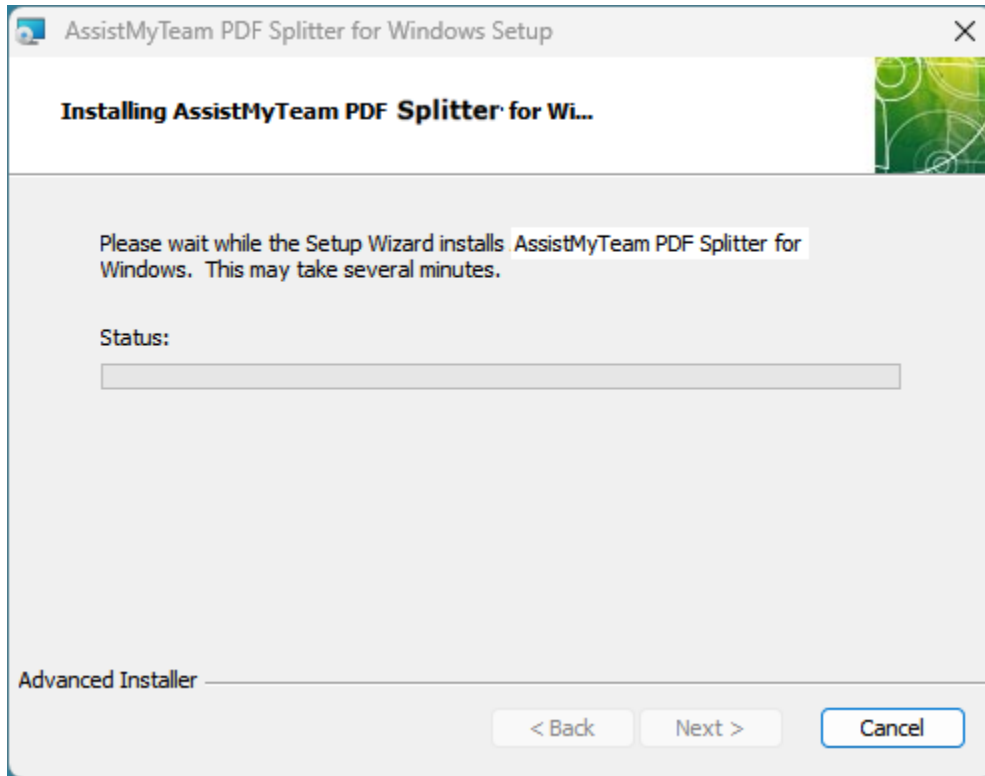 AssistMyTeam PDF Splitter for Windows Setup
Installing AssistMyTeam PDF Splitter for Wi...
Please wait while the Setup Wizard installs AssistMyTeam PDF Splitter for
Windows. This may take several minutes.
Status:
Advanced Installer
< Back Next > Cancel